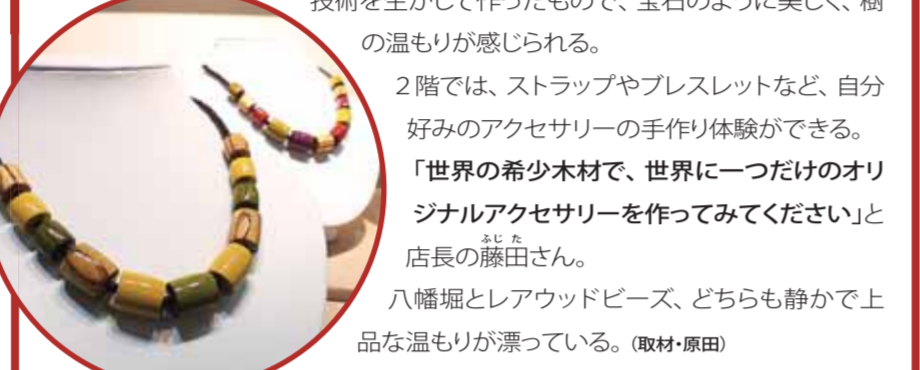 技術を生かして作ったもので、宝石のように美しく、樹
の温もりが感じられる。
2階では、ストラップやブレスレットなど、自分
好みのアクセサリーの手作り体験ができる。
「世界の希少木材で、世界に一つだけのオリ
ジナルアクセサリーを作ってみてください」と
ふじ た
店長の藤田さん。
八幡堀とレアウッドビーズ、どちらも静かで上
品な温もりが漂っている。(取材・原田)